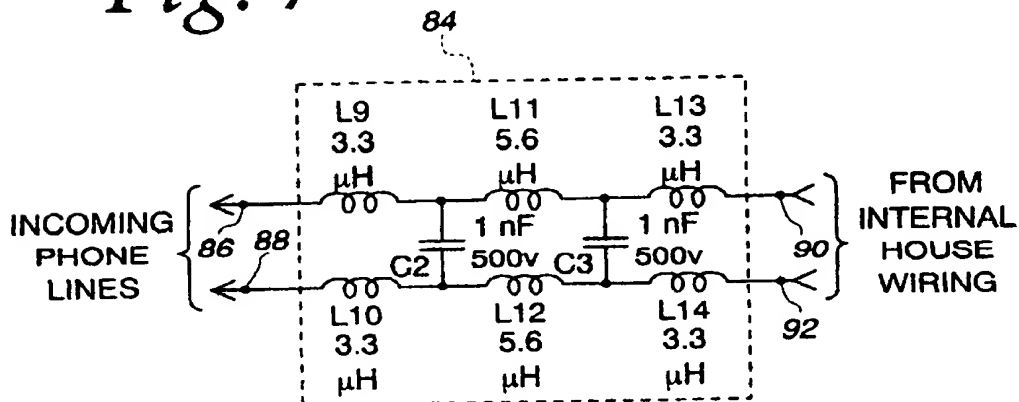 Fig. 7
84
L9
3.3
µH
L11
5.6
µH
L13
3.3
µH
INCOMING
PHONE
LINES
86
88
C2
1 nF
500v
C3
1 nF
500v
90
92
FROM
INTERNAL
HOUSE
WIRING
L10
3.3
µH
L12
5.6
µH
L14
3.3
µH